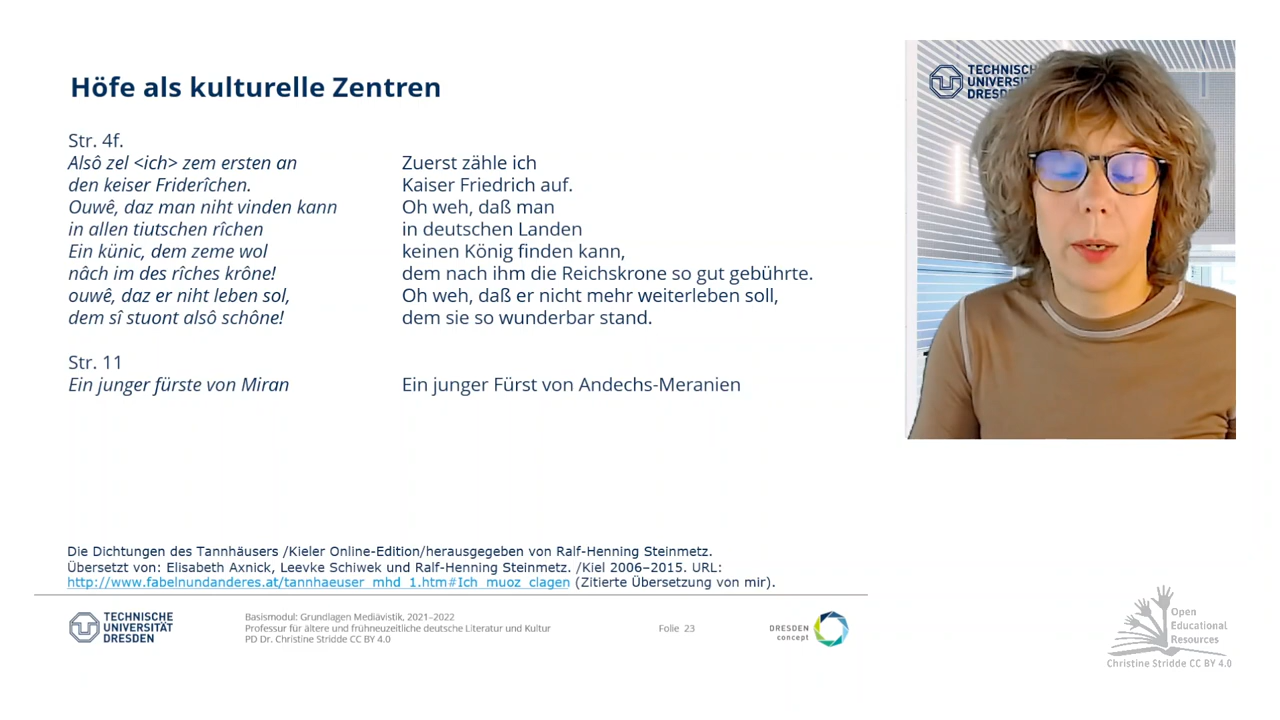 Höfe als kulturelle Zentren
Str. 4f.
Alsô zel <ich> zem ersten an
den keiser Friderîchen.
Ouwê, daz man niht vinden kann
in allen tiutschen rîchen
Ein künic, dem zeme wol
nâch im des rîches krône!
ouwê, daz er niht leben sol,
dem sî stuont alsô schône!
Zuerst zähle ich
Kaiser Friedrich auf.
Oh weh, daß man
in deutschen Landen
keinen König finden kann,
dem nach ihm die Reichskrone so gut gebührte.
Oh weh, daß er nicht mehr weiterleben soll,
dem sie so wunderbar stand.
Str. 11
Ein junger fürste von Miran
Ein junger Fürst von Andechs-Meranien
Die Dichtungen des Tannhäusers /Kieler Online-Edition/herausgegeben von Ralf-Henning Steinmetz.
Übersetzt von: Elisabeth Axnick, Leevke Schiwek und Ralf-Henning Steinmetz. /Kiel 2006–2015. URL:
http://www.fabelnundanderes.at/tannhaeuser_mhd_1.htm#Ich_muoz_clagen (Zitierte Übersetzung von mir).
TECHNISCHE
UNIVERSITÄT
DRESDEN
Basismodul: Grundlagen Mediävistik, 2021–2022
Professur für ältere und frühneuzeitliche deutsche Literatur und Kultur
PD Dr. Christine Stridde CC BY 4.0
Folie 23
DRESDEN
concept
TECHNISCH
UNIVERSIT
DRESD
Open
Educational
Resources
Christine Stridde CC BY 4.0